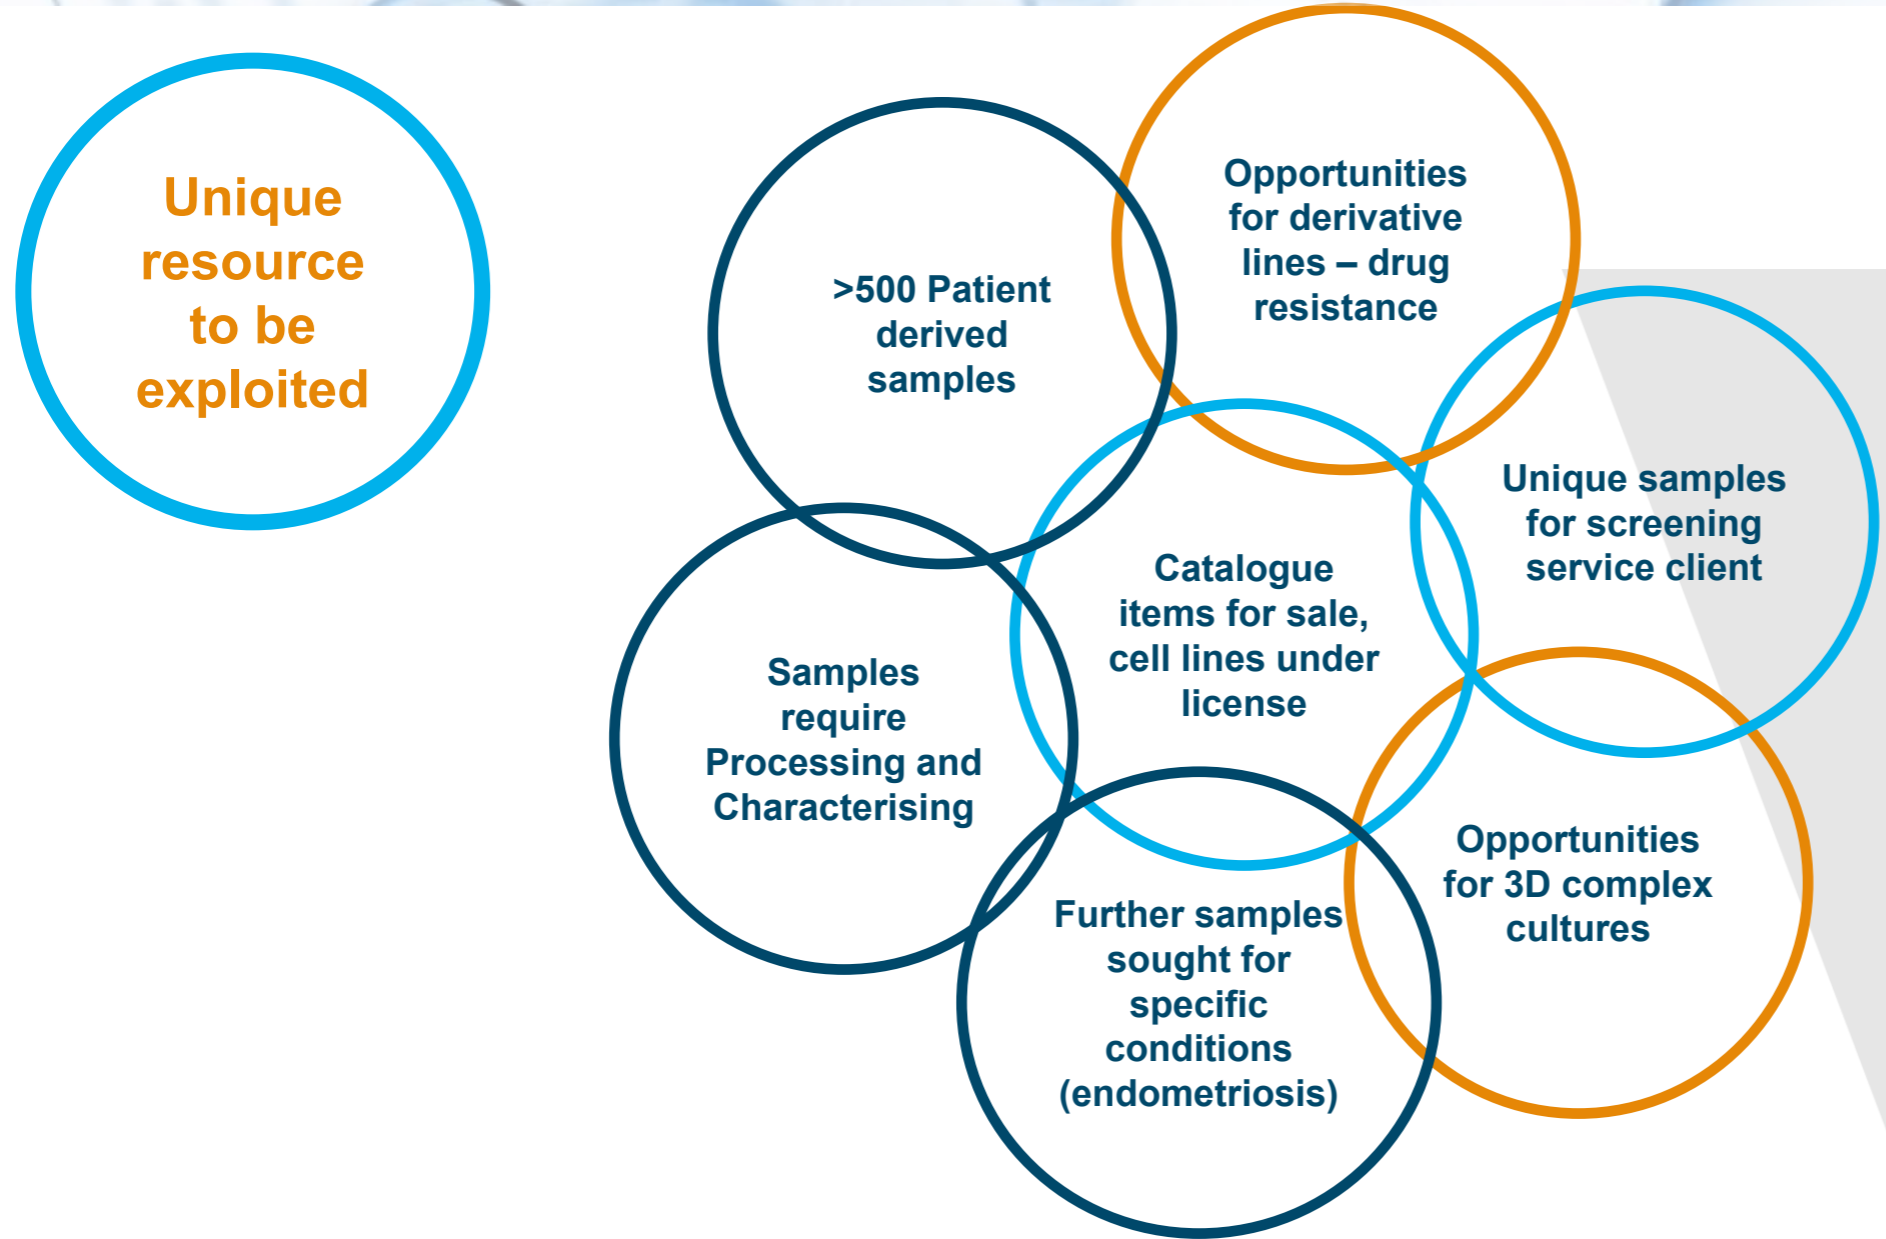 Unique
resource
to be
exploited
>500 Patient
derived
samples
Opportunities
for derivative
lines – drug
resistance
Unique samples
for screening
service client
Catalogue
items for sale,
cell lines under
license
Samples
require
Processing and
Characterising
Opportunities
for 3D complex
cultures
Further samples
sought for
specific
conditions
(endometriosis)